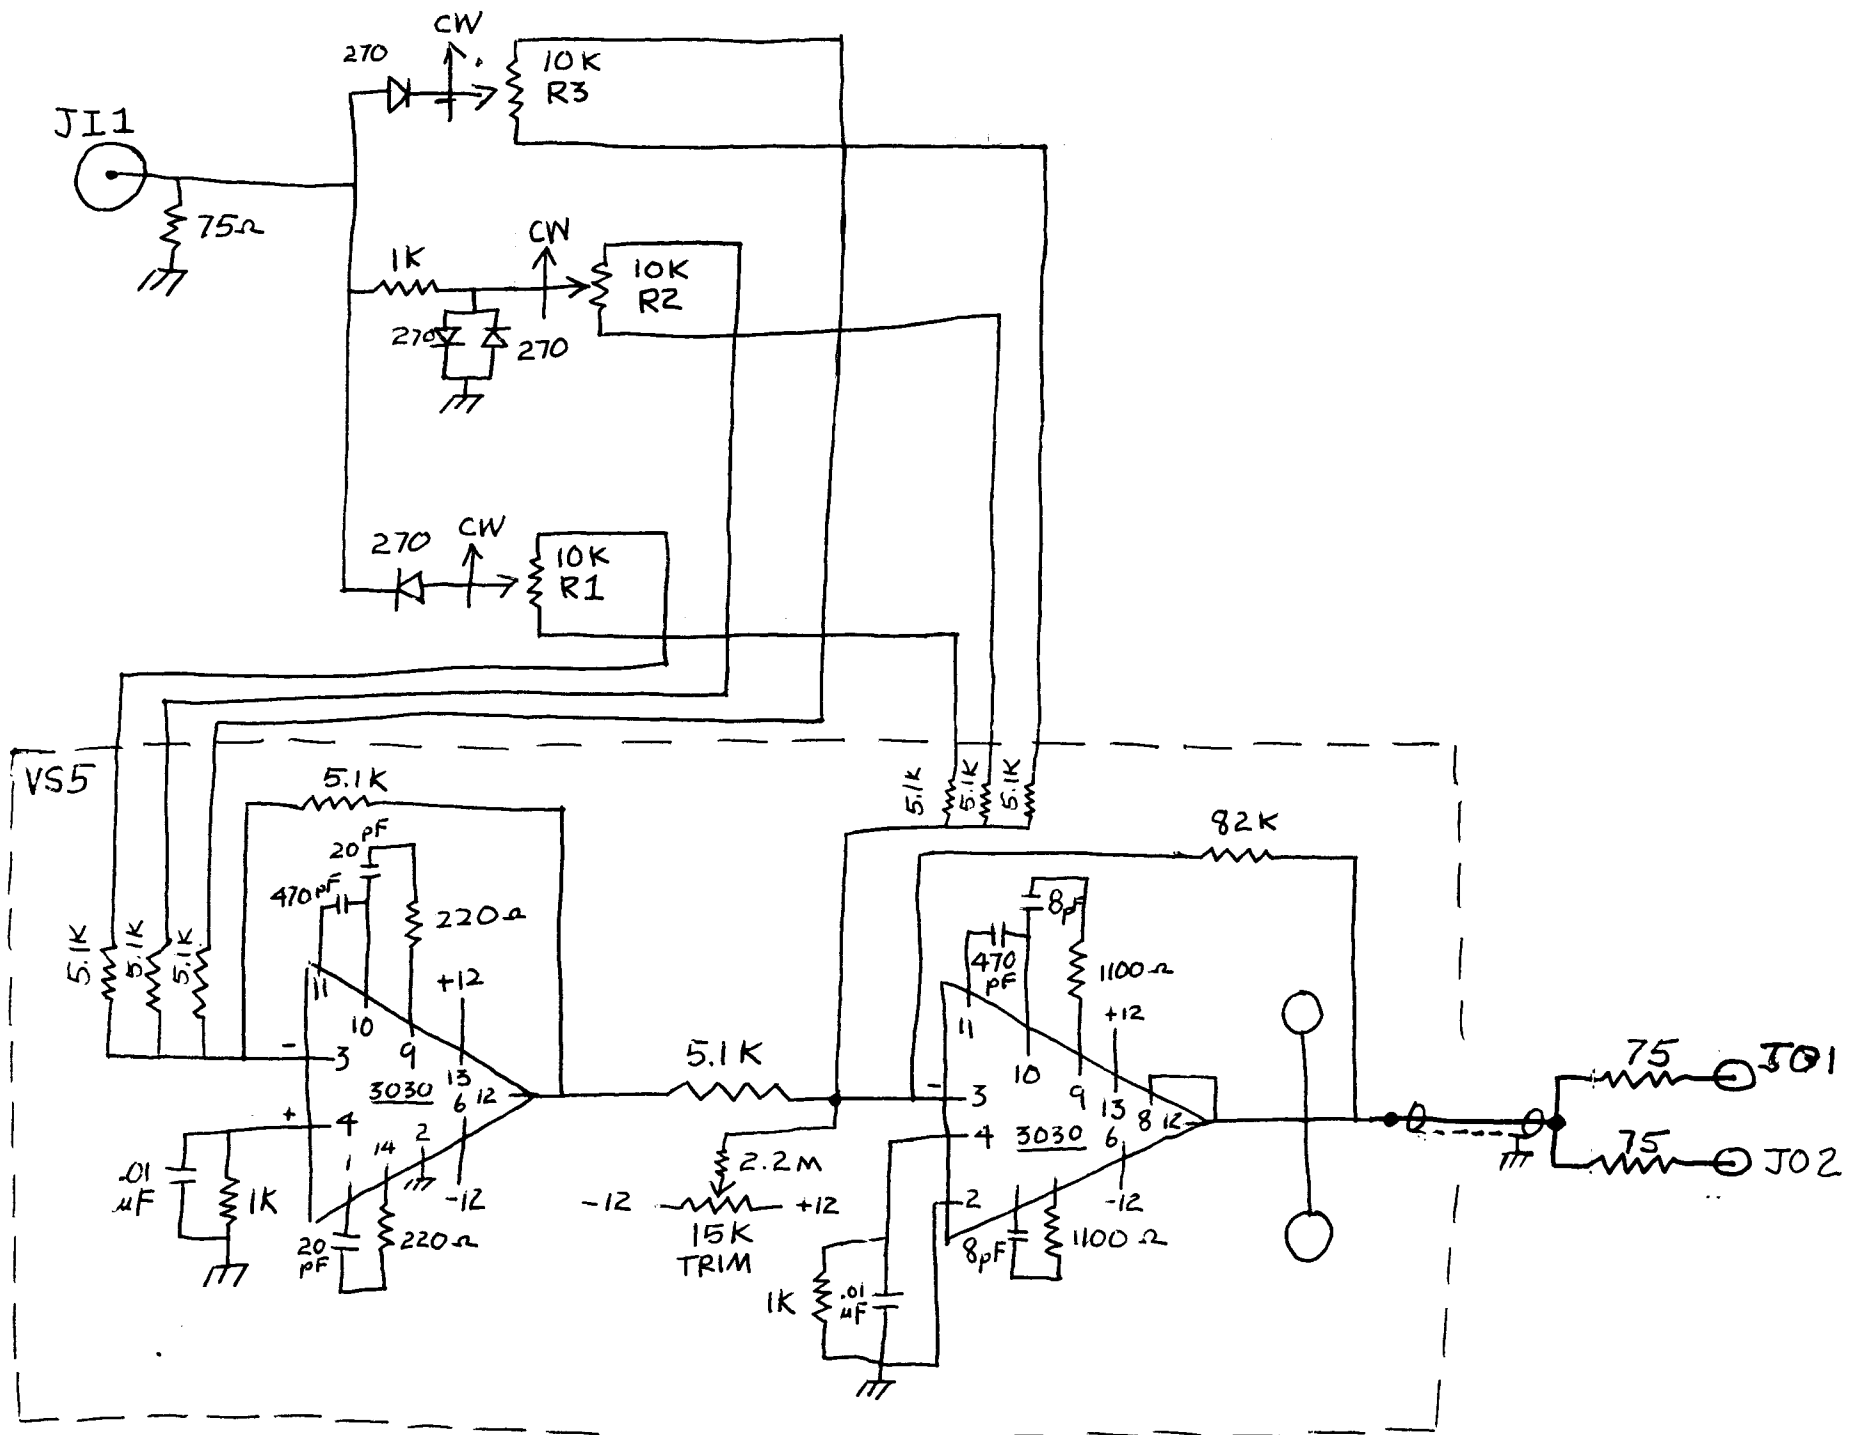 CW
270
10K
R3
JI1
75Ω
CW
1K
10K
R2
270
270
CW
270
10K
R1
VS5
5.1K
5.1K
5.1K
5.1K
82K
5.1K
20 pF
470 pF
220Ω
8pF
470
pF
1100Ω
5.1K
5.1K
5.1K
+12
+12
11
10
9
13
- 3
3030
6
12
+ 4
1
14
2
-12
.01
µF
1K
20
pF
220Ω
5.1K
2.2M
-12
+12
15K
TRIM
11
10
9
13
8
12
- 3
4
3030
6
2
-12
8pF
1100Ω
1K
.01
µF
75
JO1
75
JO2